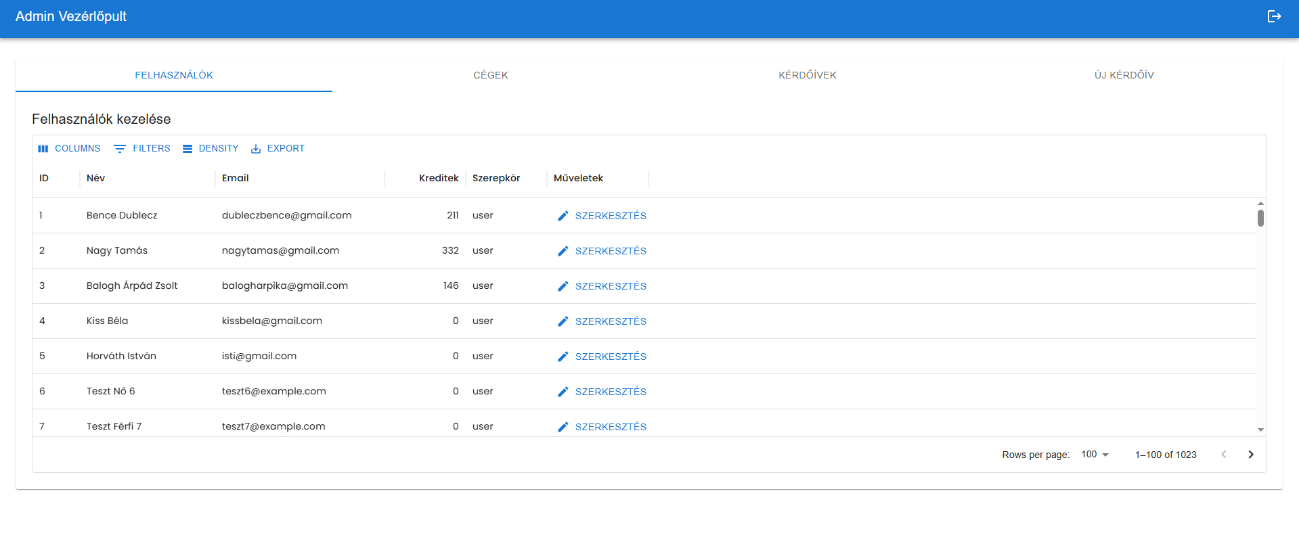 Admin Vezérlőpult
FELHASZNÁLÓK CÉGEK KÉRDŐÍVEK ÚJ KÉRDŐÍV
Felhasználók kezelése
COLUMNS FILTERS DENSITY EXPORT
ID Név Email Kreditek Szerepkör Műveletek
1 Bence Dublecz dubleczbence@gmail.com 211 user SZERKESZTÉS
2 Nagy Tamás nagytamas@gmail.com 332 user SZERKESZTÉS
3 Balogh Árpád Zsolt balogharpika@gmail.com 146 user SZERKESZTÉS
4 Kiss Béla kissbela@gmail.com 0 user SZERKESZTÉS
5 Horváth István isti@gmail.com 0 user SZERKESZTÉS
6 Teszt Nő 6 teszt6@example.com 0 user SZERKESZTÉS
7 Teszt Férfi 7 teszt7@example.com 0 user SZERKESZTÉS
Rows per page: 100 1–100 of 1023